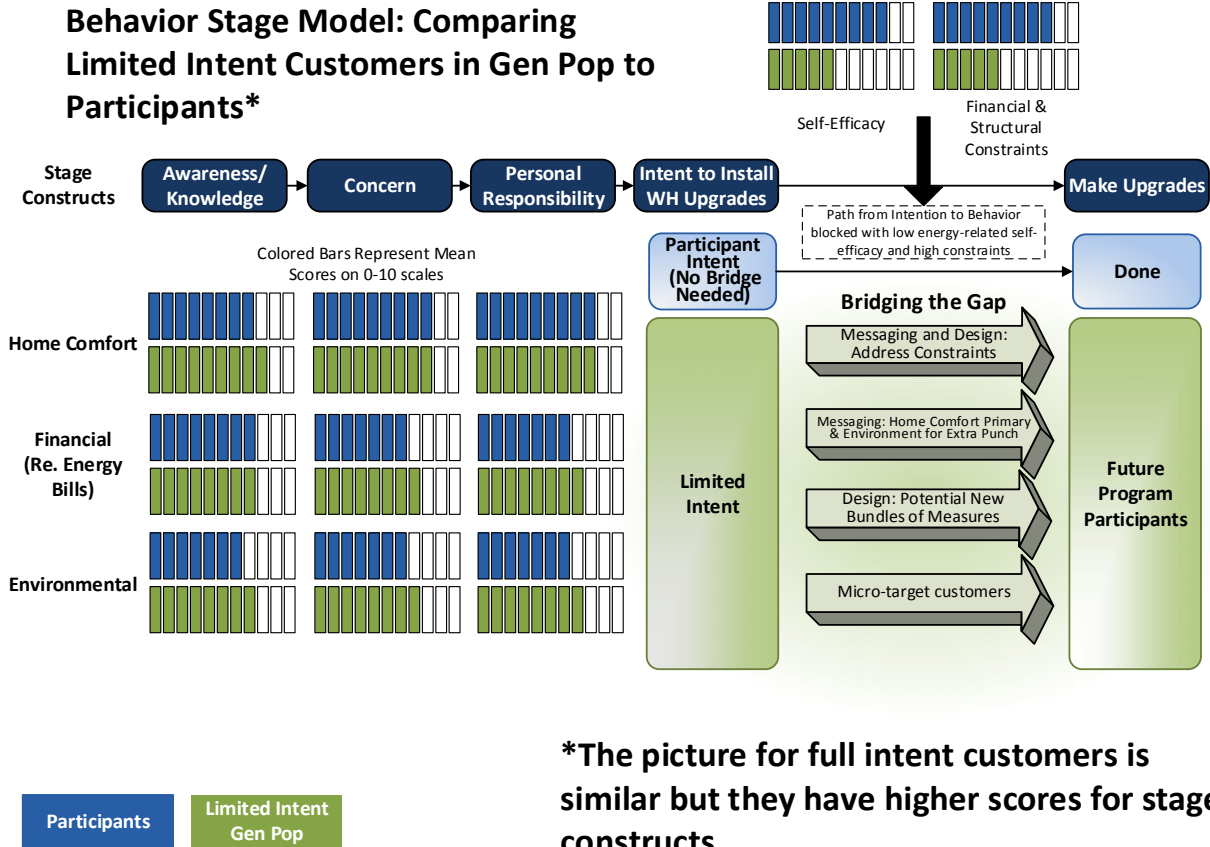 Behavior Stage Model: Comparing
Limited Intent Customers in Gen Pop to
Participants*
Self-Efficacy
Financial &
Structural
Constraints
Stage
Constructs
Awareness/
Knowledge
Concern
Personal
Responsibility
Intent to Install
WH Upgrades
Make Upgrades
Path from Intention to Behavior
blocked with low energy-related self-
efficacy and high constraints
Colored Bars Represent Mean
Scores on 0-10 scales
Participant
Intent
(No Bridge
Needed)
Done
Bridging the Gap
Home Comfort
Financial
(Re. Energy
Bills)
Environmental
Limited
Intent
Messaging and Design:
Address Constraints
Messaging: Home Comfort Primary
& Environment for Extra Punch
Design: Potential New
Bundles of Measures
Micro-target customers
Future
Program
Participants
*The picture for full intent customers is
similar but they have higher scores for stage
constructs
Participants
Limited Intent
Gen Pop